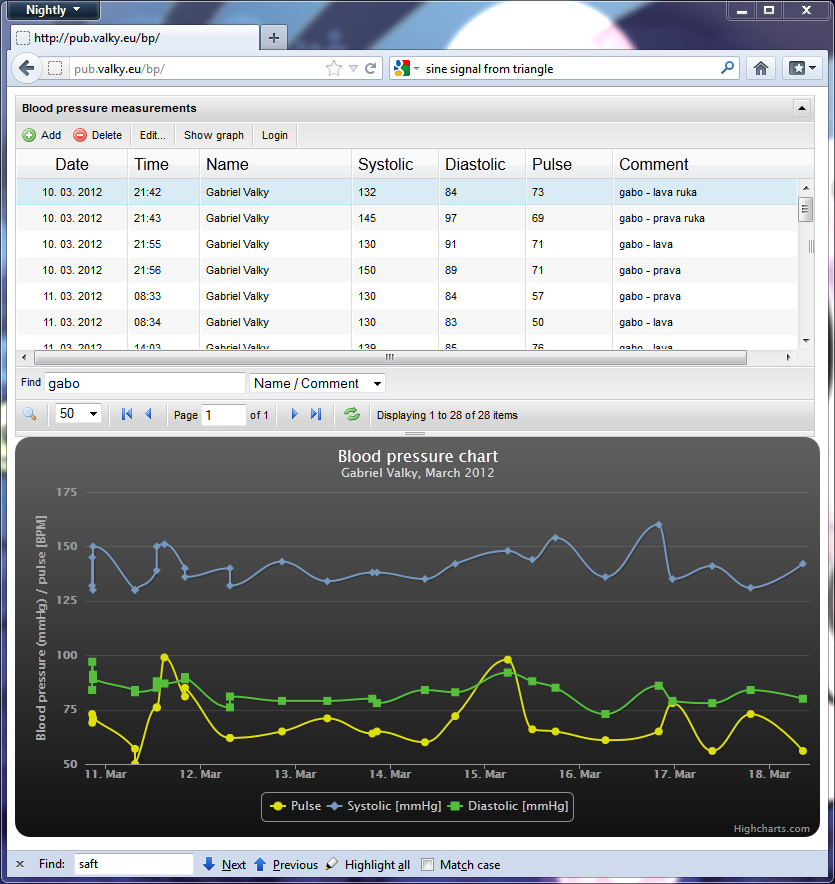 Nightly
http://pub.valky.eu/bp/
pub.valky.eu/bp/ sine signal from triangle
Blood pressure measurements
Add Delete Edit... Show graph Login
Date Time Name Systolic Diastolic Pulse Comment
10. 03. 2012 21:42 Gabriel Valky 132 84 73 gabo - lava ruka
10. 03. 2012 21:43 Gabriel Valky 145 97 69 gabo - prava ruka
10. 03. 2012 21:55 Gabriel Valky 130 91 71 gabo - lava
10. 03. 2012 21:56 Gabriel Valky 150 89 71 gabo - prava
11. 03. 2012 08:33 Gabriel Valky 130 84 57 gabo - prava
11. 03. 2012 08:34 Gabriel Valky 130 83 50 gabo - lava
11. 03. 2012 14:03 Gabriel Valky 139 85 76 gabo - lava
Find gabo Name / Comment
50 Page 1 of 1 Displaying 1 to 28 of 28 items
Blood pressure chart
Gabriel Valky, March 2012
Blood pressure (mmHg) / pulse [BPM]
175
150
125
100
75
50
11. Mar 12. Mar 13. Mar 14. Mar 15. Mar 16. Mar 17. Mar 18. Mar
Pulse Systolic [mmHg] Diastolic [mmHg]
Highcharts.com
Find: saft Next Previous Highlight all Match case